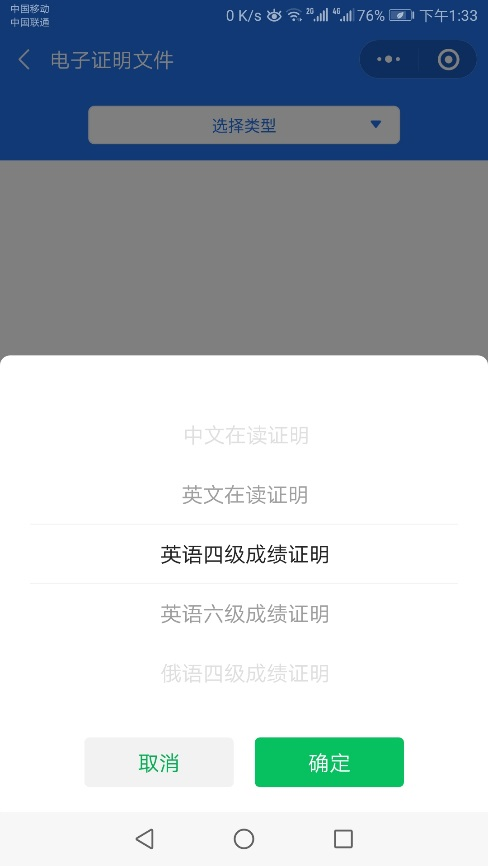 中国移动
中国联通
0 K/s 2G 4G 76% 下午1:33
电子证明文件
选择类型
中文在读证明
英文在读证明
英语四级成绩证明
英语六级成绩证明
俄语四级成绩证明
取消 确定